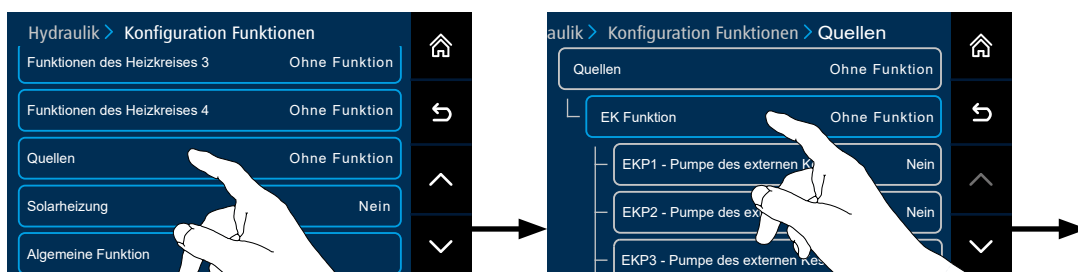 Hydraulik > Konfiguration Funktionen
Funktionen des Heizkreises 3 Ohne Funktion
Funktionen des Heizkreises 4 Ohne Funktion
Quellen Ohne Funktion
Solarheizung Nein
Algemeine Funktion
aulik > Konfiguration Funktionen > Quellen
Quellen Ohne Funktion
EK Funktion Ohne Funktion
EKP1 - Pumpe des externen Nein
EKP2 - Pumpe des Nein
EKP3 - Pumpe des externen